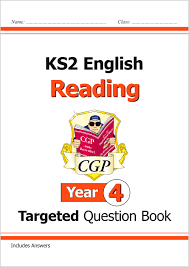 Name: Class:
KS2 English
Reading
CGP
Year 4
Targeted Question Book
Includes Answers